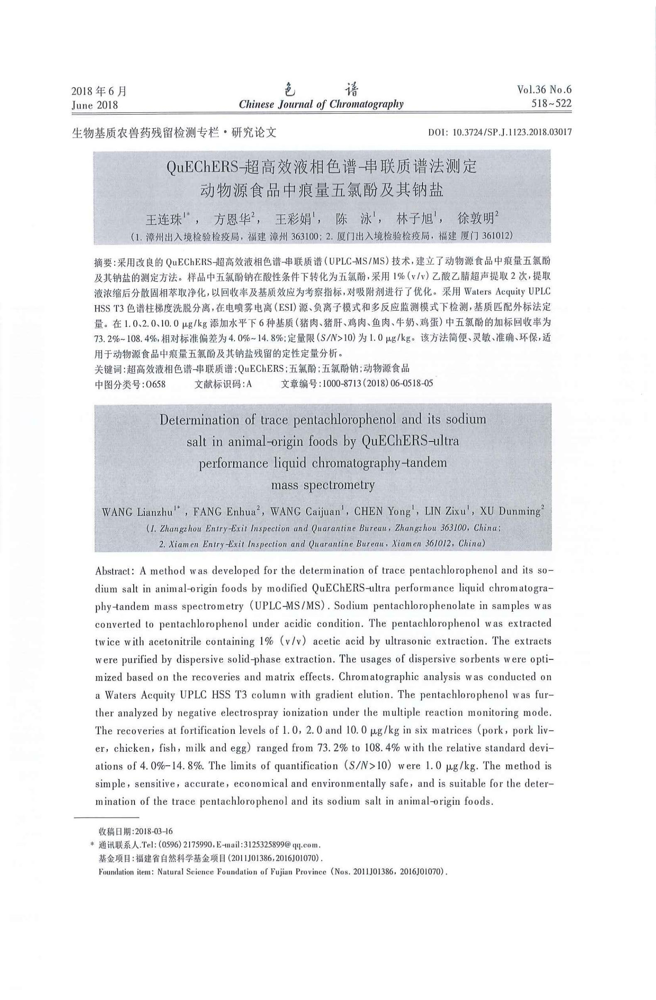 2018 年 6 月
色 谱
Vol.36 No.6
June 2018
Chinese Journal of Chromatography
518~522
生物基质农兽药残留检测专栏·研究论文
DOI: 10.3724/SP.J.1123.2018.03017
QuEChERS-超高效液相色谱-串联质谱法测定
动物源食品中痕量五氯酚及其钠盐
王连珠1*, 方恩华2, 王彩娟1, 陈 泳1, 林子旭1, 徐敦明2
(1. 漳州出入境检验检疫局, 福建 漳州 363100; 2. 厦门出入境检验检疫局, 福建 厦门 361012)
摘要:采用改良的 QuEChERS-超高效液相色谱-串联质谱(UPLC-MS/MS)技术,建立了动物源食品中痕量五氯酚
及其钠盐的测定方法。样品中五氯酚钠在酸性条件下转化为五氯酚,采用 1%(v/v)乙酸乙腈超声提取 2 次,提取
液浓缩后分散固相萃取净化,以回收率及基质效应为考察指标,对吸附剂进行了优化。采用 Waters Acquity UPLC
HSS T3 色谱柱梯度洗脱分离,在电喷雾电离(ESI)源、负离子模式和多反应监测模式下检测,基质匹配外标法定
量。在 1.0、2.0、10.0 μg/kg 添加水平下 6 种基质(猪肉、猪肝、鸡肉、鱼肉、牛奶、鸡蛋)中五氯酚的加标回收率为
73.2%~108.4%,相对标准偏差为 4.0%~14.8%;定量限(S/N>10)为 1.0 μg/kg。该方法简便、灵敏、准确、环保,适
用于动物源食品中痕量五氯酚及其钠盐残留的定性定量分析。
关键词:超高效液相色谱-串联质谱;QuEChERS;五氯酚;五氯酚钠;动物源食品
中图分类号:O658 文献标识码:A 文章编号:1000-8713(2018)06-0518-05
Determination of trace pentachlorophenol and its sodium
salt in animal-origin foods by QuEChERS-ultra
performance liquid chromatography-tandem
mass spectrometry
WANG Lianzhu1*, FANG Enhua2, WANG Caijuan1, CHEN Yong1, LIN Zixu1, XU Dunming2
(1. Zhangzhou Entry-Exit Inspection and Quarantine Bureau, Zhangzhou 363100, China;
2. Xiamen Entry-Exit Inspection and Quarantine Bureau, Xiamen 361012, China)
Abstract: A method was developed for the determination of trace pentachlorophenol and its so-
dium salt in animal-origin foods by modified QuEChERS-ultra performance liquid chromatogra-
phy-tandem mass spectrometry (UPLC-MS/MS). Sodium pentachlorophenolate in samples was
converted to pentachlorophenol under acidic condition. The pentachlorophenol was extracted
twice with acetonitrile containing 1% (v/v) acetic acid by ultrasonic extraction. The extracts
were purified by dispersive solid-phase extraction. The usages of dispersive sorbents were opti-
mized based on the recoveries and matrix effects. Chromatographic analysis was conducted on
a Waters Acquity UPLC HSS T3 column with gradient elution. The pentachlorophenol was fur-
ther analyzed by negative electrospray ionization under the multiple reaction monitoring mode.
The recoveries at fortification levels of 1.0, 2.0 and 10.0 μg/kg in six matrices (pork, pork liv-
er, chicken, fish, milk and egg) ranged from 73.2% to 108.4% with the relative standard devi-
ations of 4.0%-14.8%. The limits of quantification (S/N>10) were 1.0 μg/kg. The method is
simple, sensitive, accurate, economical and environmentally safe, and is suitable for the deter-
mination of the trace pentachlorophenol and its sodium salt in animal-origin foods.
收稿日期:2018-03-16
* 通讯联系人.Tel:(0596)2175990,E-mail:3125325899@qq.com.
基金项目:福建省自然科学基金项目(2011J01386,2016J01070).
Foundation item: Natural Science Foundation of Fujian Province (Nos. 2011J01386, 2016J01070).